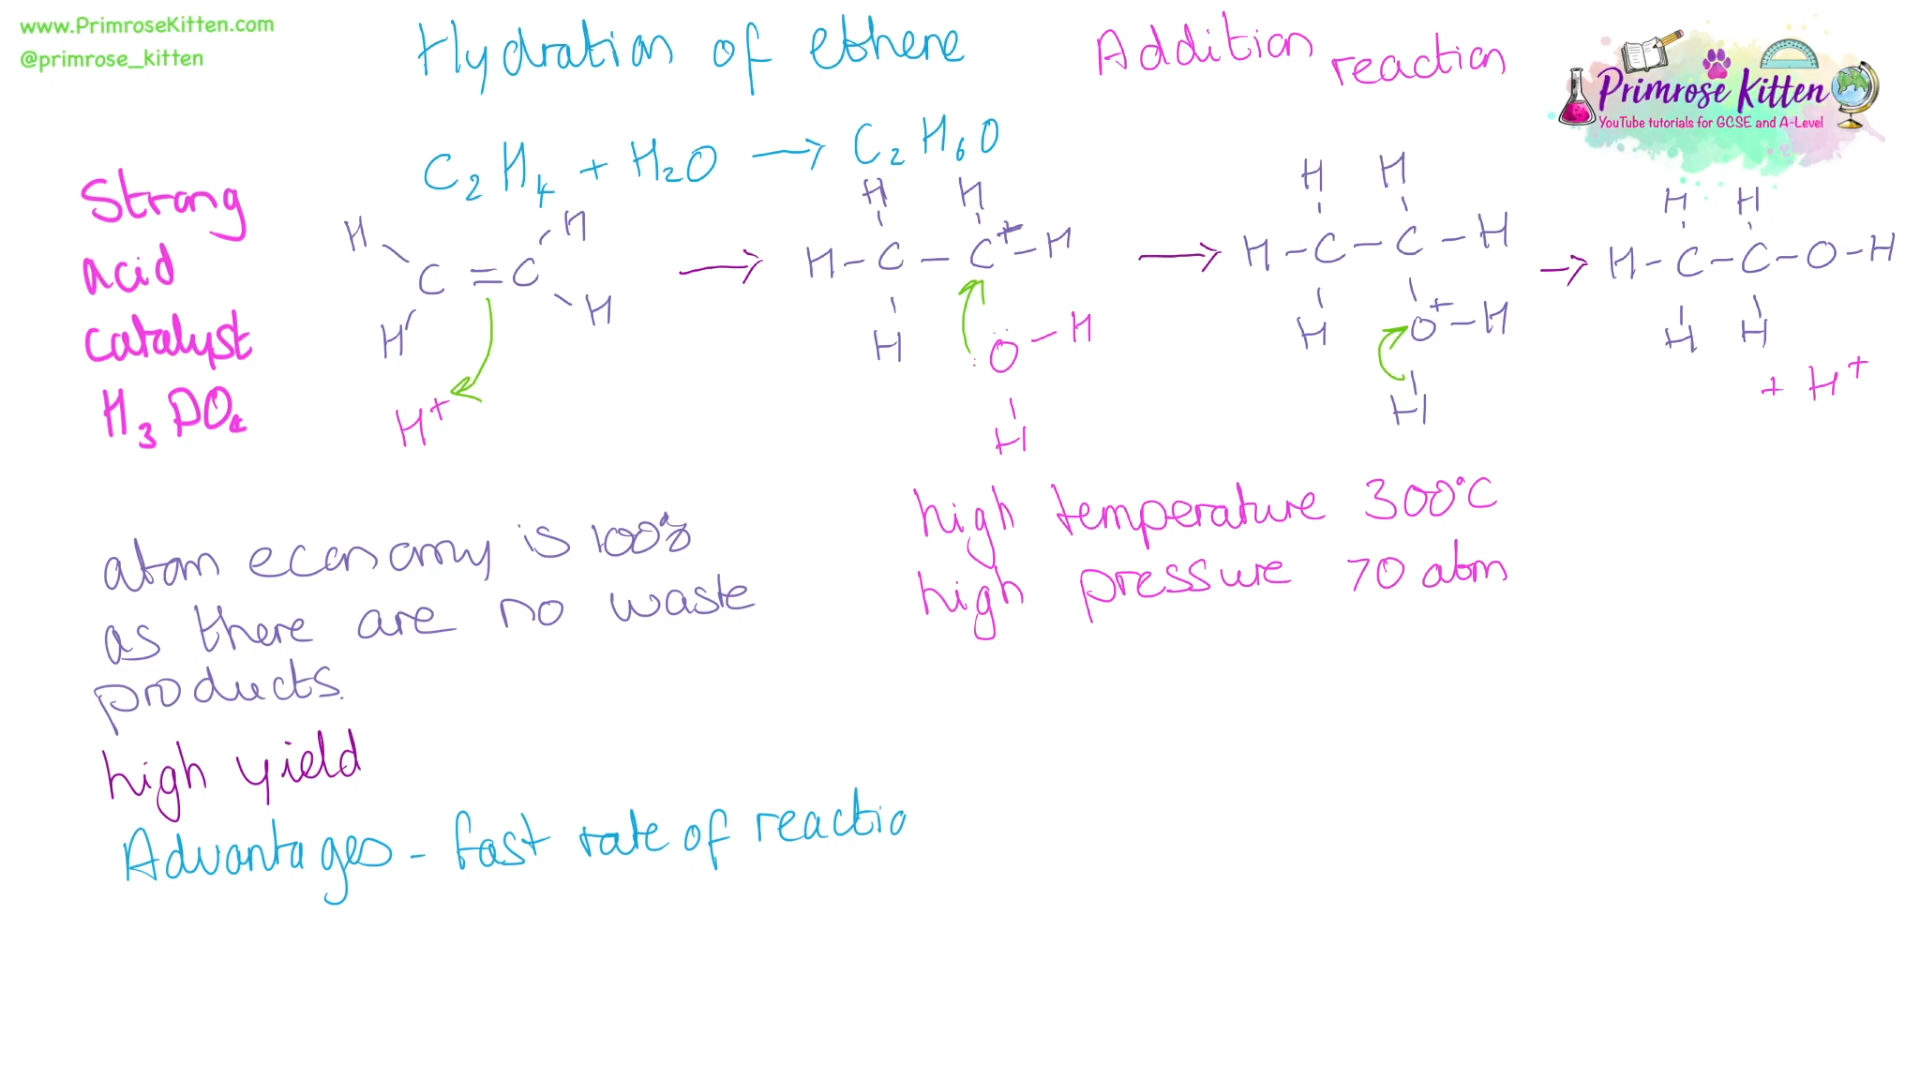 www.PrimroseKitten.com
@primrose_kitten
Hydration of ethene
Addition reaction
Primrose Kitten
YouTube tutorials for GCSE and A-Level
C₂H₄ + H₂O → C₂H₆O
Strong
acid
catalyst
H₃PO₄
H H
C = C
H H
H+
→
H H
H-C-C+-H
H
O-H
H
→
H H
H-C-C-H
H O+-H
H
→
H H
H-C-C-O-H
H H
+ H+
high temperature 300°C
high pressure 70 atm
atom economy is 100%
as there are no waste
products.
high yield
Advantages - fast rate of reactio